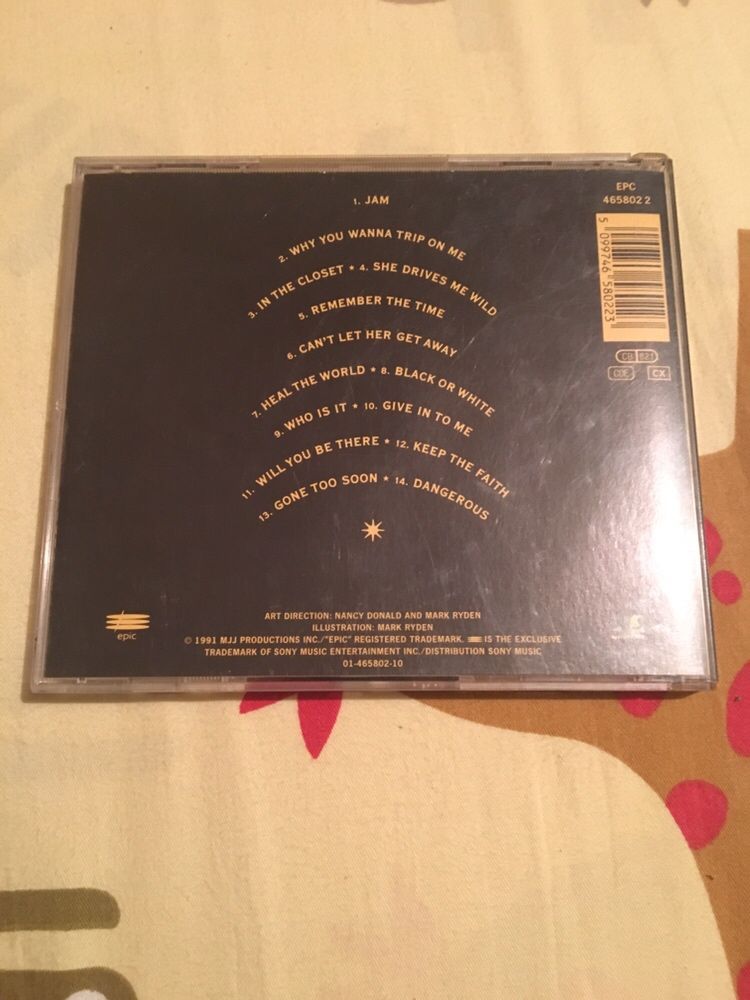 1. JAM
2. WHY YOU WANNA TRIP ON ME
3. IN THE CLOSET ★ 4. SHE DRIVES ME WILD
5. REMEMBER THE TIME
6. CAN'T LET HER GET AWAY
7. HEAL THE WORLD ★ 8. BLACK OR WHITE
9. WHO IS IT ★ 10. GIVE IN TO ME
11. WILL YOU BE THERE ★ 12. KEEP THE FAITH
13. GONE TOO SOON ★ 14. DANGEROUS
EPC
465802 2
5 099746 580223
CB 821
CDE CX
epic
ART DIRECTION: NANCY DONALD AND MARK RYDEN
ILLUSTRATION: MARK RYDEN
© 1991 MJJ PRODUCTIONS INC./"EPIC" REGISTERED TRADEMARK. IS THE EXCLUSIVE
TRADEMARK OF SONY MUSIC ENTERTAINMENT INC./DISTRIBUTION SONY MUSIC
01-465802-10